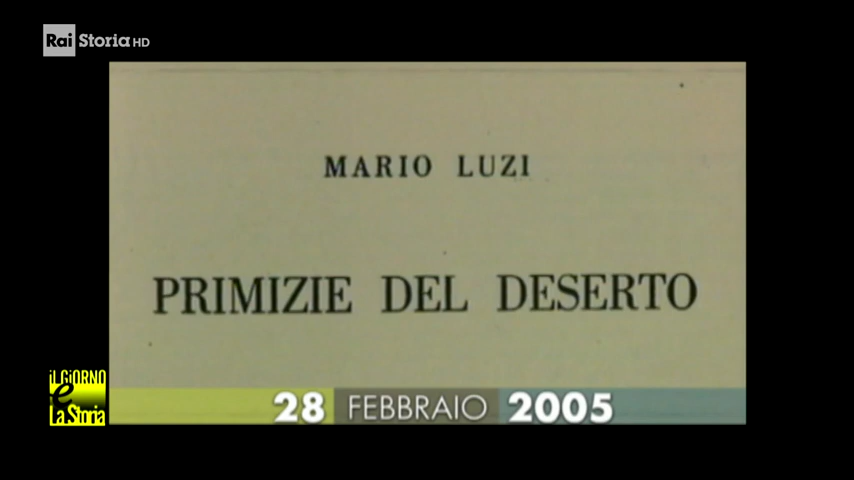 Rai Storia HD
MARIO LUZI
PRIMIZIE DEL DESERTO
iL GiORNO
e
La Storia
28 FEBBRAIO 2005